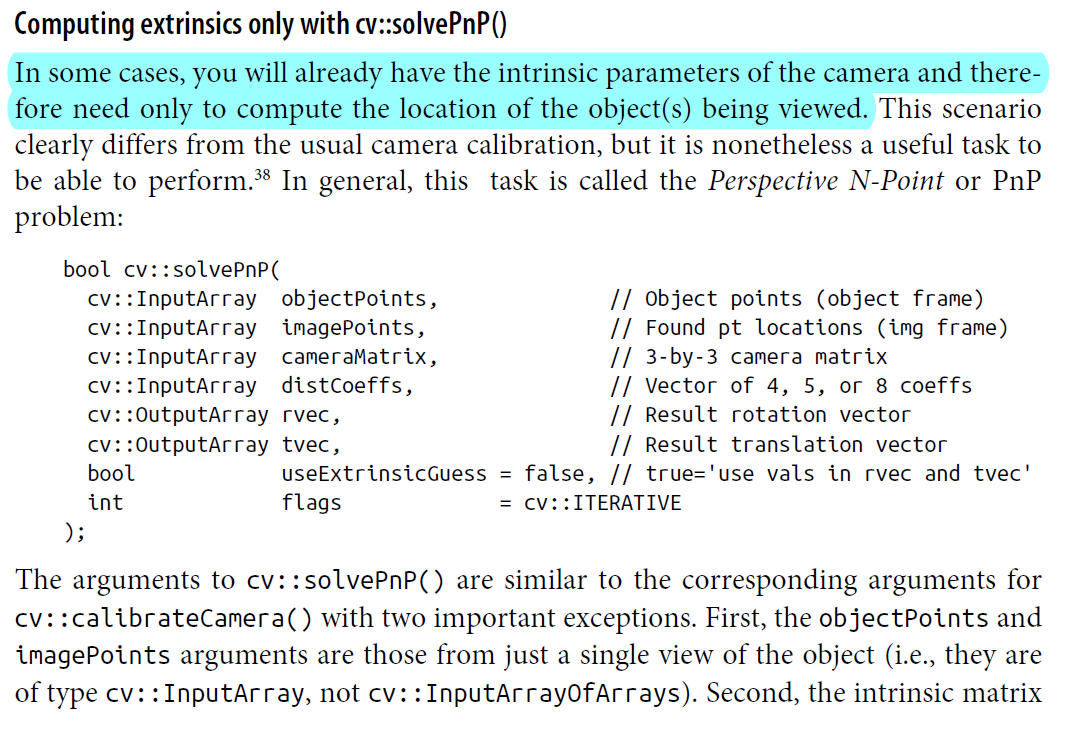 Computing extrinsics only with cv::solvePnP()
In some cases, you will already have the intrinsic parameters of the camera and there-
fore need only to compute the location of the object(s) being viewed. This scenario
clearly differs from the usual camera calibration, but it is nonetheless a useful task to
be able to perform.³⁸ In general, this task is called the Perspective N-Point or PnP
problem:
bool cv::solvePnP(
  cv::InputArray  objectPoints,              // Object points (object frame)
  cv::InputArray  imagePoints,               // Found pt locations (img frame)
  cv::InputArray  cameraMatrix,              // 3-by-3 camera matrix
  cv::InputArray  distCoeffs,                // Vector of 4, 5, or 8 coeffs
  cv::OutputArray rvec,                      // Result rotation vector
  cv::OutputArray tvec,                      // Result translation vector
  bool            useExtrinsicGuess = false, // true='use vals in rvec and tvec'
  int             flags             = cv::ITERATIVE
);
The arguments to cv::solvePnP() are similar to the corresponding arguments for
cv::calibrateCamera() with two important exceptions. First, the objectPoints and
imagePoints arguments are those from just a single view of the object (i.e., they are
of type cv::InputArray, not cv::InputArrayOfArrays). Second, the intrinsic matrix